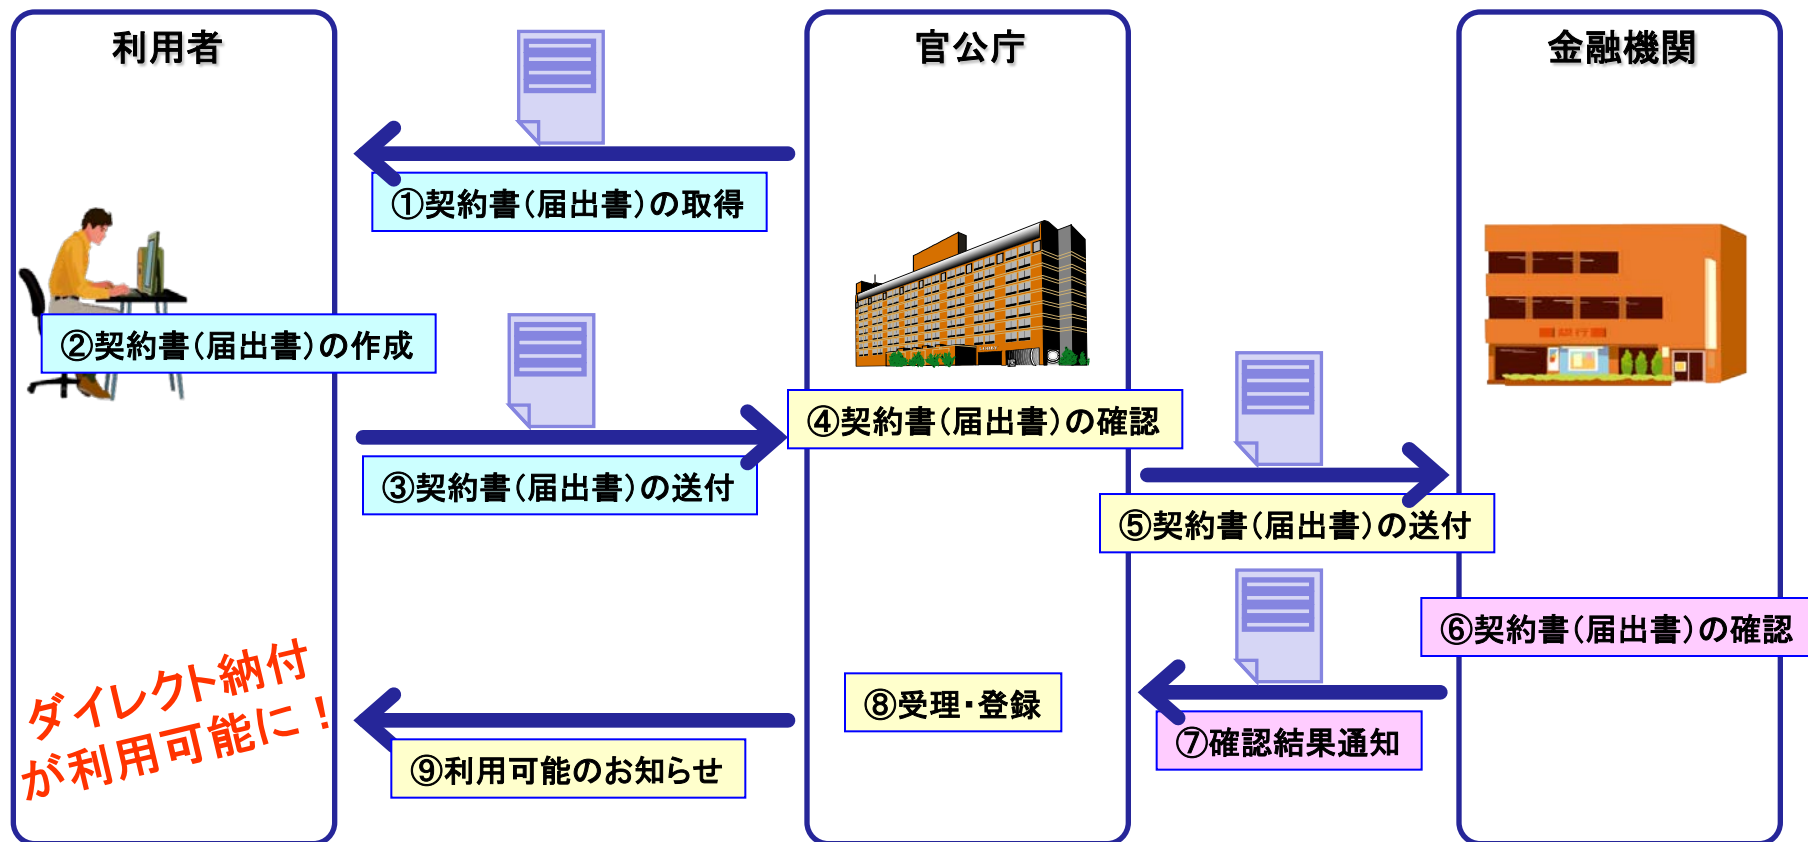 利用者
官公庁
金融機関
①契約書(届出書)の取得
②契約書(届出書)の作成
③契約書(届出書)の送付
④契約書(届出書)の確認
⑤契約書(届出書)の送付
⑥契約書(届出書)の確認
⑦確認結果通知
⑧受理・登録
⑨利用可能のお知らせ
ダイレクト納付
が利用可能に！
銀行